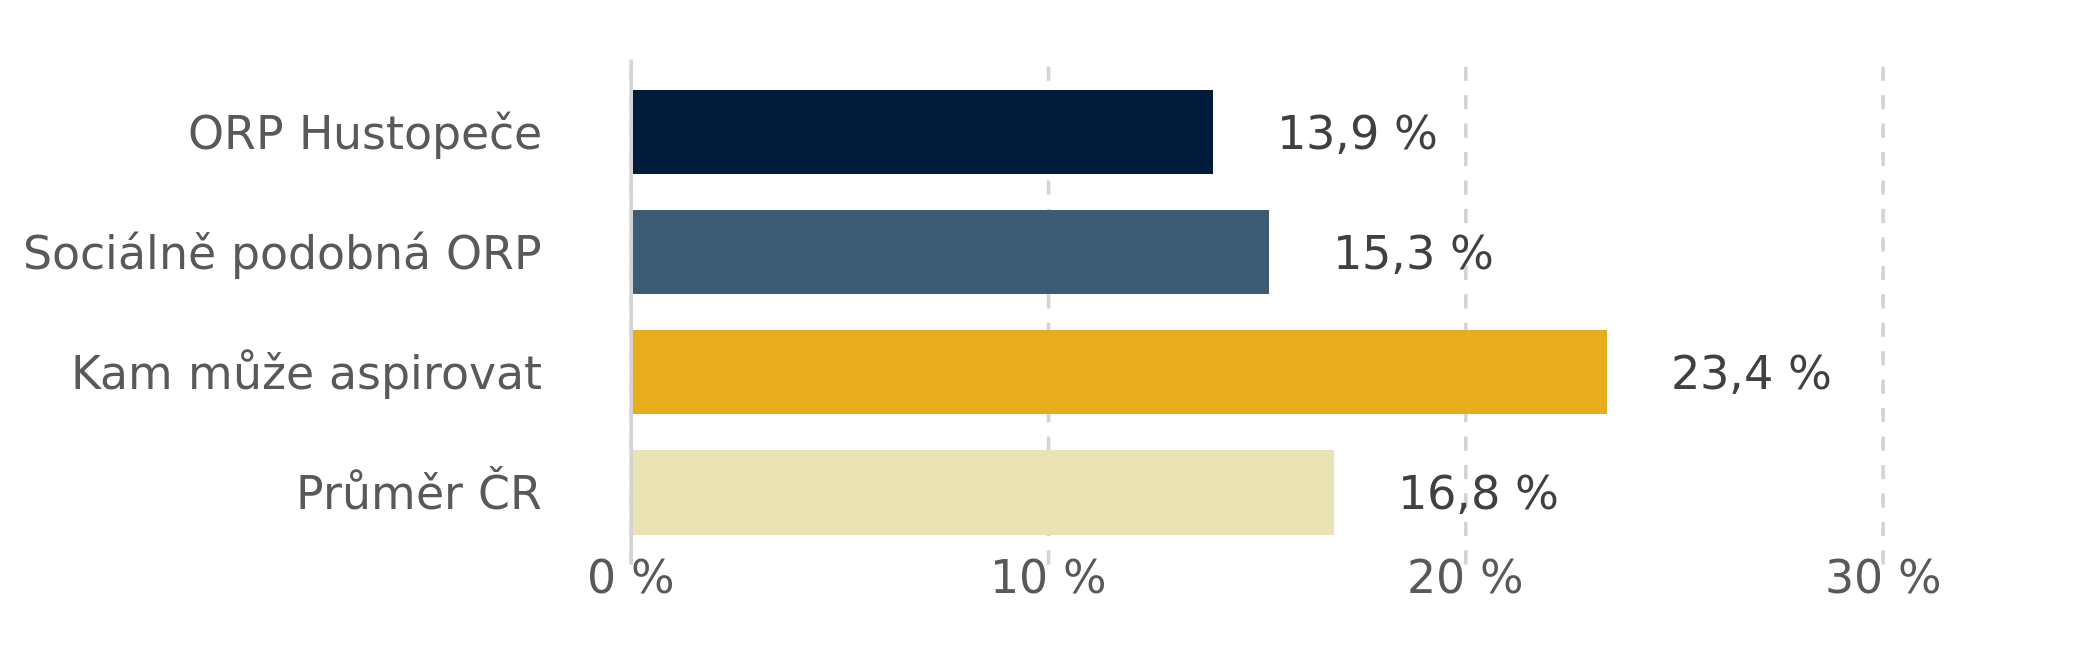 ORP Hustopeče 13,9 %
Sociálně podobná ORP 15,3 %
Kam může aspirovat 23,4 %
Průměr ČR 16,8 %
0 % 10 % 20 % 30 %